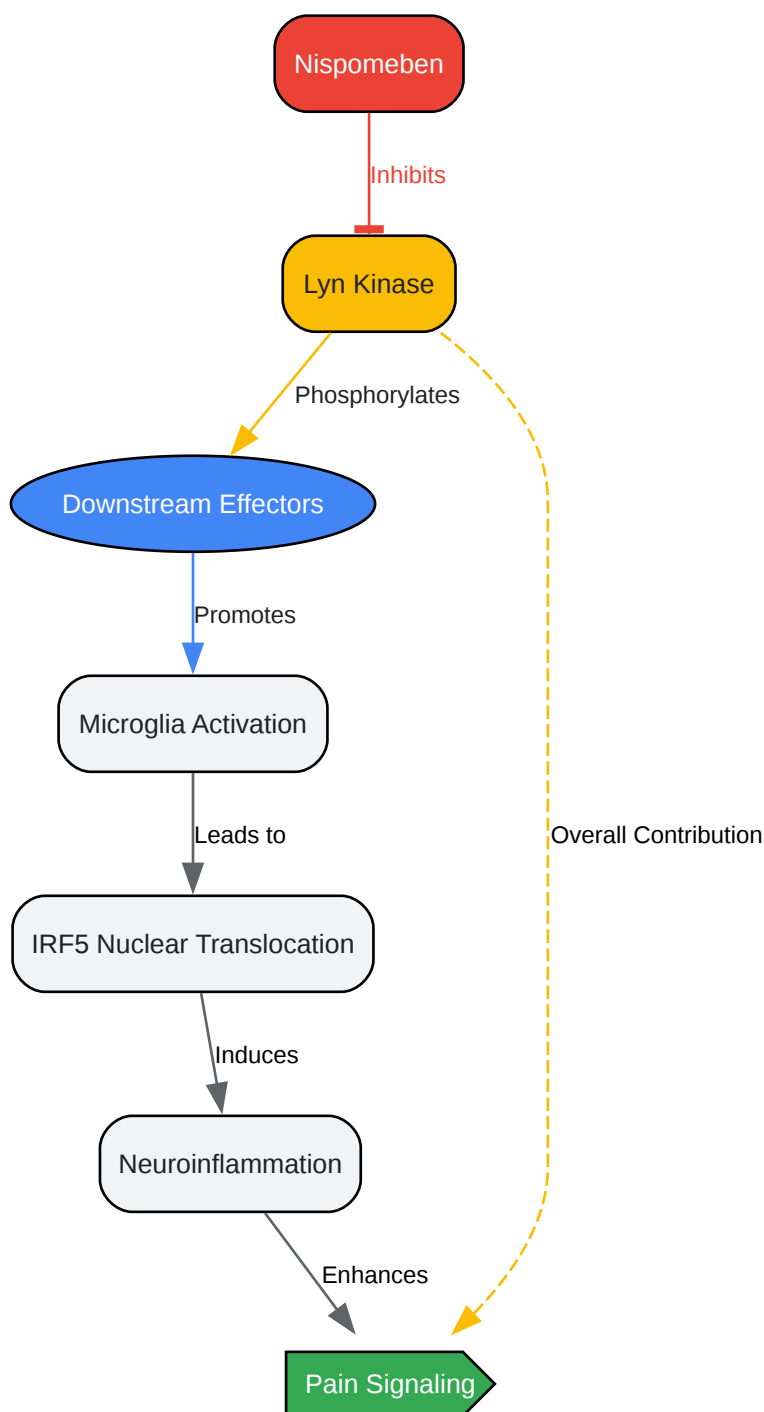 Nispomeben
Inhibits
Lyn Kinase
Phosphorylates
Downstream Effectors
Promotes
Microglia Activation
Leads to
Overall Contribution
IRF5 Nuclear Translocation
Induces
Neuroinflammation
Enhances
Pain Signaling